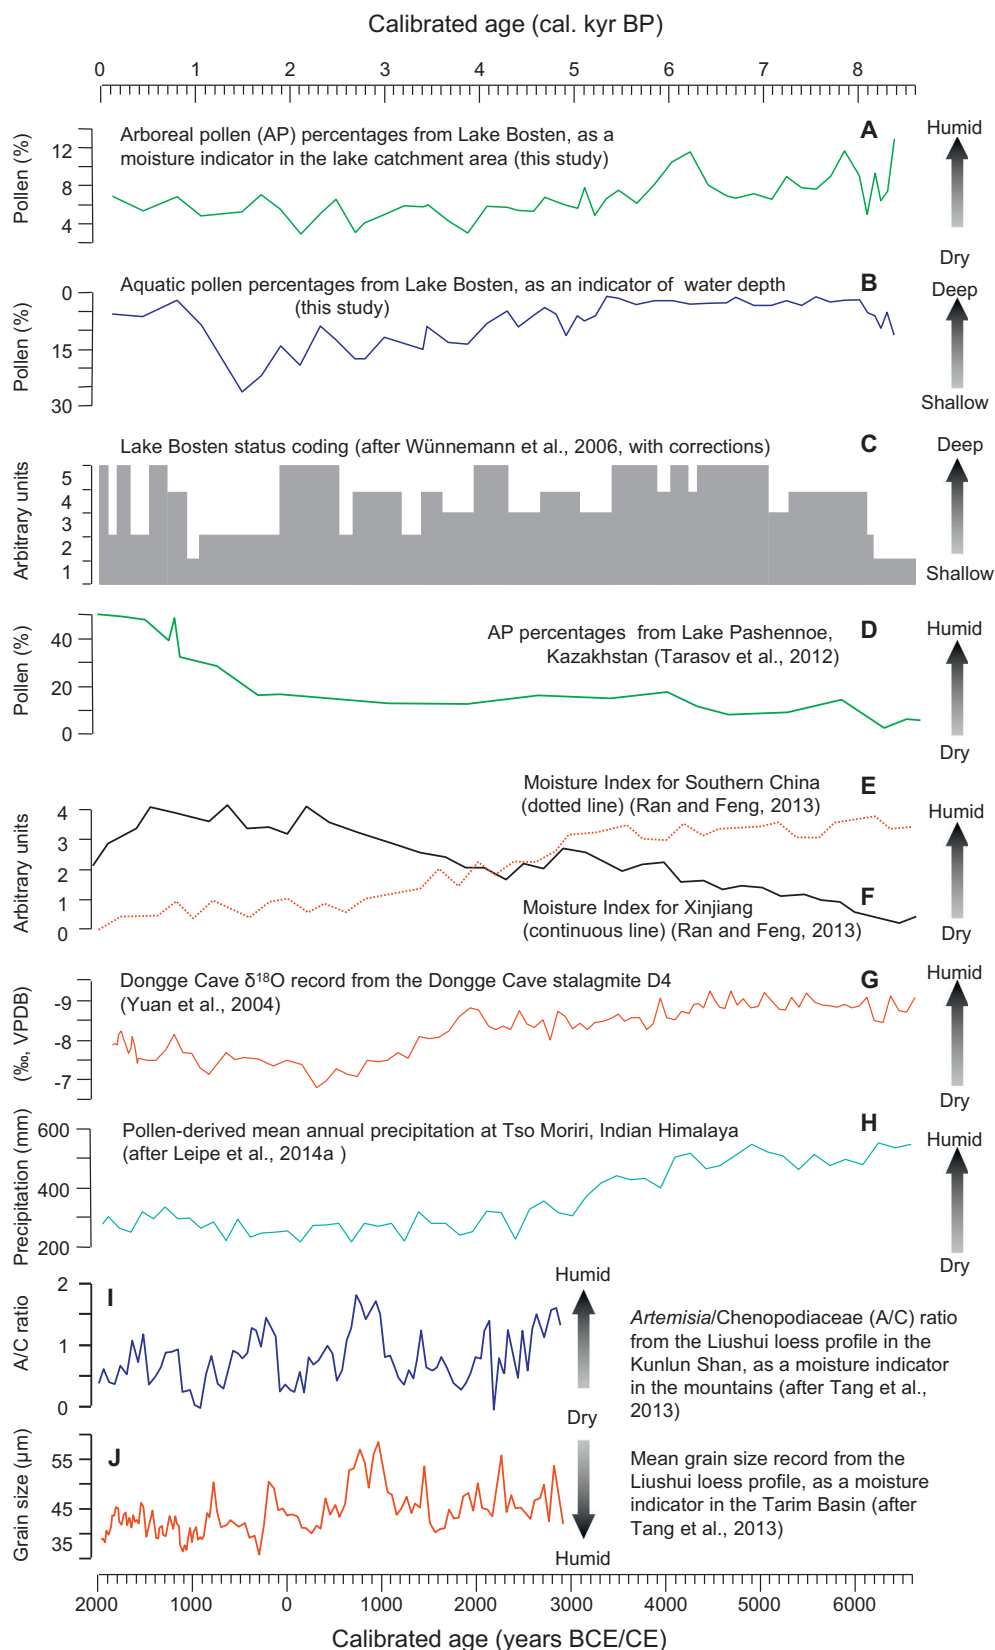 Calibrated age (cal. kyr BP)
0 1 2 3 4 5 6 7 8
Pollen (%)
12
8
4
Arboreal pollen (AP) percentages from Lake Bosten, as a
moisture indicator in the lake catchment area (this study)
A
Humid
Dry
Pollen (%)
0
15
30
Aquatic pollen percentages from Lake Bosten, as an indicator of water depth
(this study)
B
Deep
Shallow
Arbitrary units
5
4
3
2
1
Lake Bosten status coding (after Wünnemann et al., 2006, with corrections)
C
Deep
Shallow
Pollen (%)
40
20
0
AP percentages from Lake Pashennoe,
Kazakhstan (Tarasov et al., 2012)
D
Humid
Dry
Arbitrary units
4
3
2
1
0
Moisture Index for Southern China
(dotted line) (Ran and Feng, 2013)
E
Moisture Index for Xinjiang
(continuous line) (Ran and Feng, 2013)
F
Humid
Dry
(‰, VPDB)
-9
-8
-7
Dongge Cave δ¹⁸O record from the Dongge Cave stalagmite D4
(Yuan et al., 2004)
G
Humid
Dry
Precipitation (mm)
600
400
200
Pollen-derived mean annual precipitation at Tso Moriri, Indian Himalaya
(after Leipe et al., 2014a )
H
Humid
Dry
A/C ratio
2
1
0
I
Humid
Dry
Artemisia/Chenopodiaceae (A/C) ratio
from the Liushui loess profile in the
Kunlun Shan, as a moisture indicator
in the mountains (after Tang et al.,
2013)
Grain size (µm)
55
45
35
J
Humid
Mean grain size record from the
Liushui loess profile, as a moisture
indicator in the Tarim Basin (after
Tang et al., 2013)
2000 1000 0 1000 2000 3000 4000 5000 6000
Calibrated age (years BCE/CE)